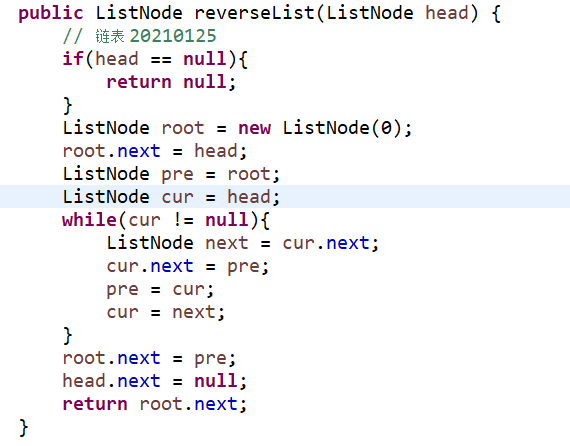 public ListNode reverseList(ListNode head) {
    // 链表 20210125
    if(head == null){
        return null;
    }
    ListNode root = new ListNode(0);
    root.next = head;
    ListNode pre = root;
    ListNode cur = head;
    while(cur != null){
        ListNode next = cur.next;
        cur.next = pre;
        pre = cur;
        cur = next;
    }
    root.next = pre;
    head.next = null;
    return root.next;
}